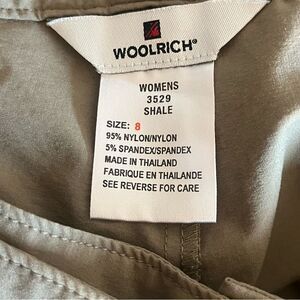 WOOLRICH®
WOMENS
3529
SHALE
SIZE: 8
95% NYLON/NYLON
5% SPANDEX/SPANDEX
MADE IN THAILAND
FABRIQUE EN THAILANDE
SEE REVERSE FOR CARE